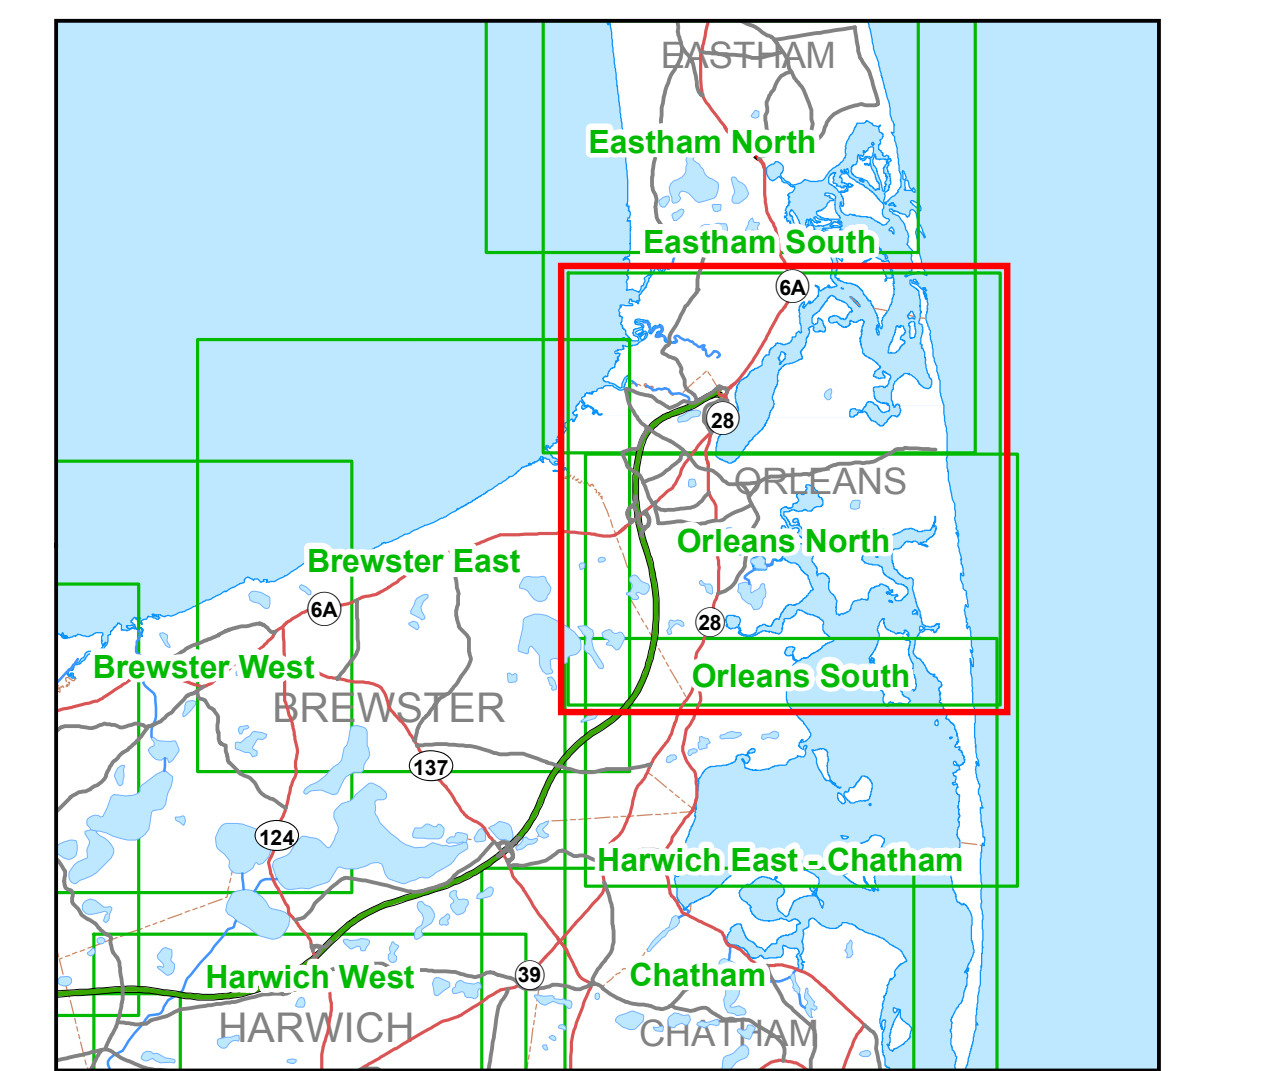 EASTHAM
Eastham North
Eastham South
6A
28
ORLEANS
Orleans North
Brewster East
6A
28
Brewster West
Orleans South
BREWSTER
137
124
Harwich East - Chatham
Harwich West
39
Chatham
HARWICH
CHATHAM